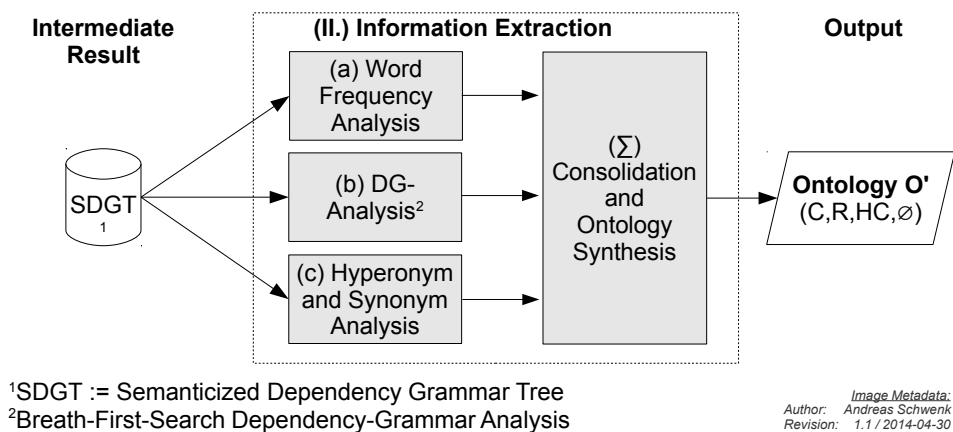 Intermediate
Result
(II.) Information Extraction
Output
(a) Word
Frequency
Analysis
SDGT
1
(b) DG-
Analysis²
(c) Hyperonym
and Synonym
Analysis
(∑)
Consolidation
and
Ontology
Synthesis
Ontology O'
(C,R,HC,∅)
¹SDGT := Semanticized Dependency Grammar Tree
²Breath-First-Search Dependency-Grammar Analysis
Image Metadata:
Author: Andreas Schwenk
Revision: 1.1 / 2014-04-30